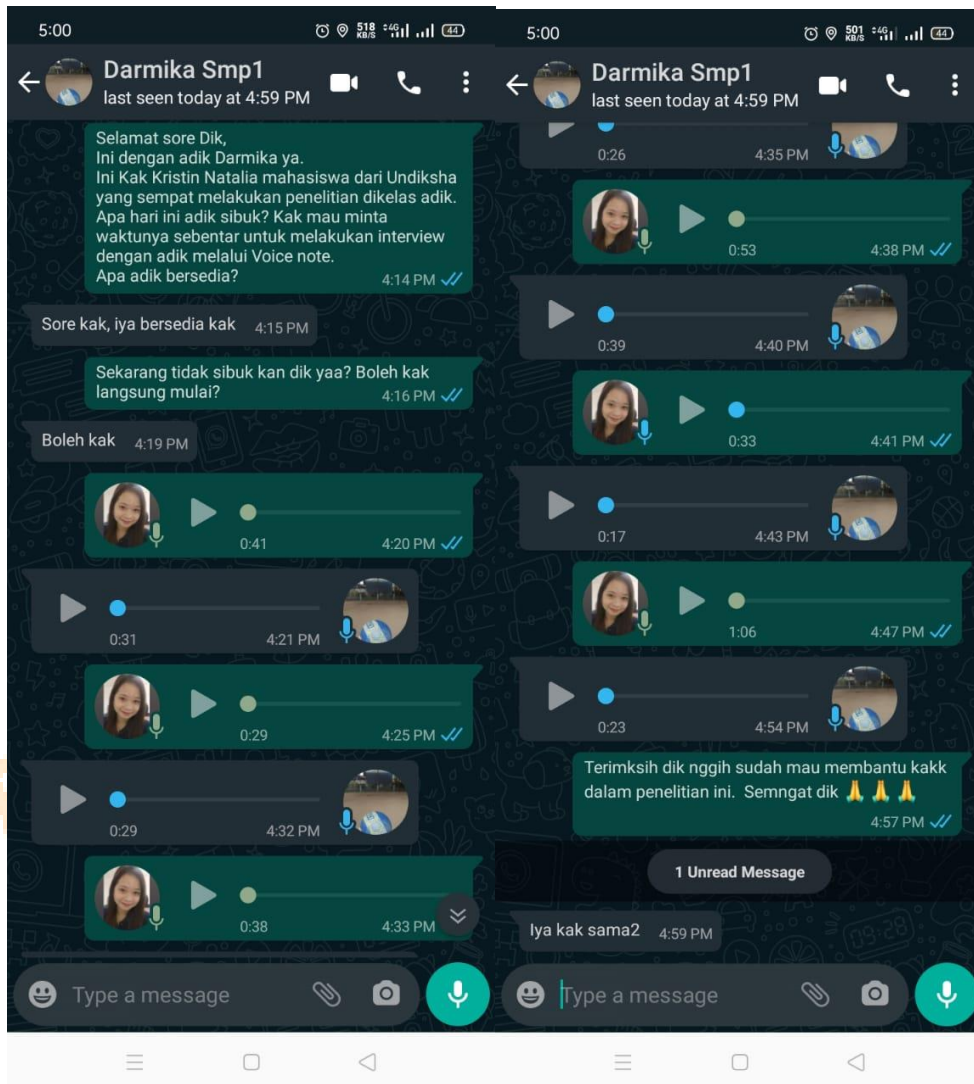 5:00
518 KB/S 4G 44
Darmika Smp1
last seen today at 4:59 PM
Selamat sore Dik,
Ini dengan adik Darmika ya.
Ini Kak Kristin Natalia mahasiswa dari Undiksha
yang sempat melakukan penelitian dikelas adik.
Apa hari ini adik sibuk? Kak mau minta
waktunya sebentar untuk melakukan interview
dengan adik melalui Voice note.
Apa adik bersedia?
4:14 PM
Sore kak, iya bersedia kak 4:15 PM
Sekarang tidak sibuk kan dik yaa? Boleh kak
langsung mulai?
4:16 PM
Boleh kak 4:19 PM
0:41 4:20 PM
0:31 4:21 PM
0:29 4:25 PM
0:29 4:32 PM
0:38 4:33 PM
Type a message
5:00
501 KB/S 4G 44
Darmika Smp1
last seen today at 4:59 PM
0:26 4:35 PM
0:53 4:38 PM
0:39 4:40 PM
0:33 4:41 PM
0:17 4:43 PM
1:06 4:47 PM
0:23 4:54 PM
Terimksih dik nggih sudah mau membantu kakk
dalam penelitian ini. Semngat dik 🙏🙏🙏
4:57 PM
1 Unread Message
Iya kak sama2 4:59 PM
Type a message